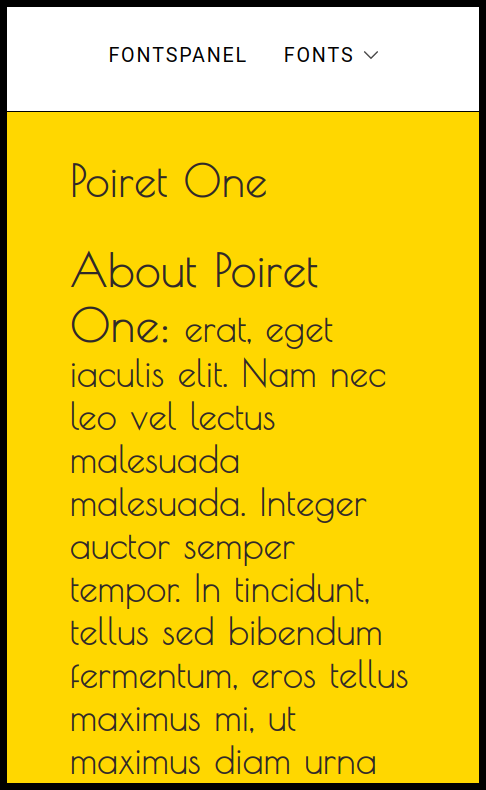 FONTSPANEL FONTS
Poiret One
About Poiret
One: erat, eget
iaculis elit. Nam nec
leo vel lectus
malesuada
malesuada. Integer
auctor semper
tempor. In tincidunt,
tellus sed bibendum
fermentum, eros tellus
maximus mi, ut
maximus diam urna